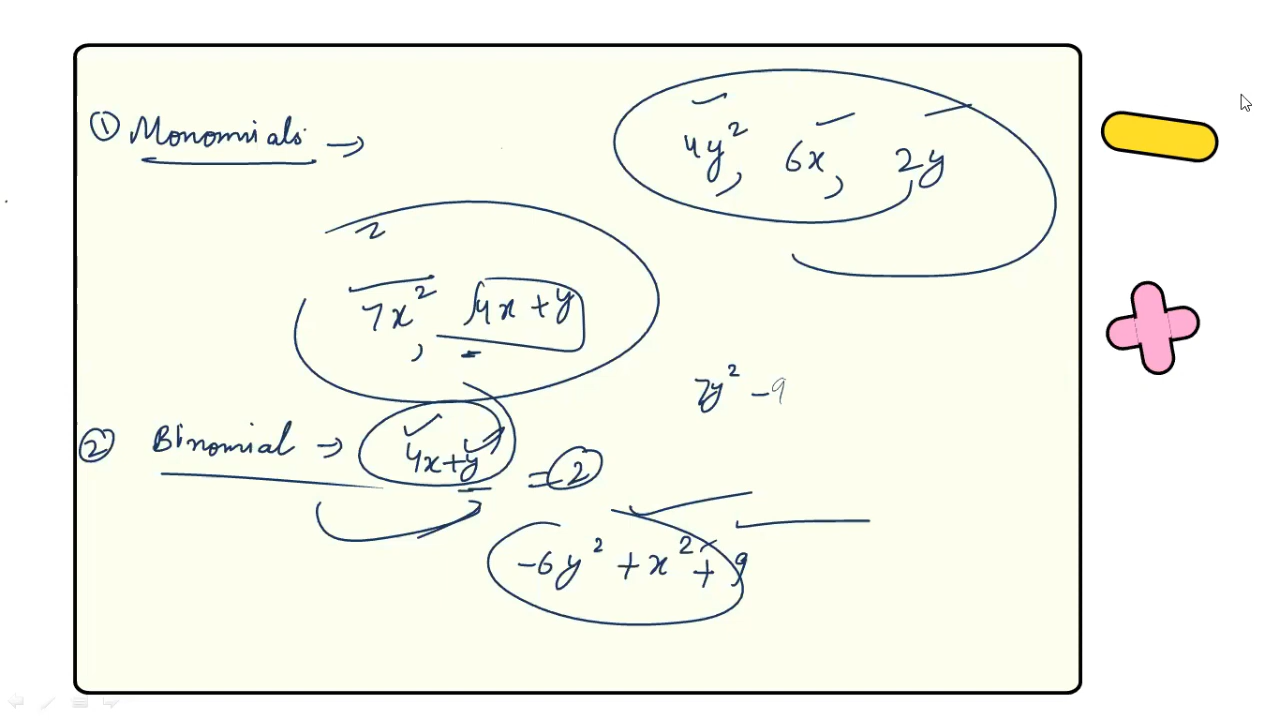 ① Monomials →
4y², 6x, 2y
2
7x², 4x+y
7y² -9
② Binomial → 4x+y = 2
-6y² + x² + 9